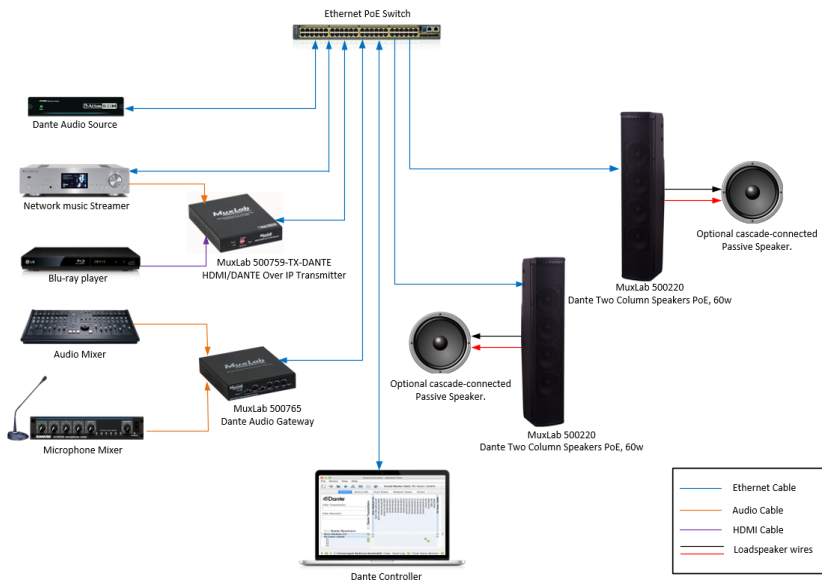 Ethernet PoE Switch
Dante Audio Source
Network music Streamer
MuxLab
MuxLab 500759-TX-DANTE
HDMI/DANTE Over IP Transmitter
Blu-ray player
Audio Mixer
MuxLab
MuxLab 500765
Dante Audio Gateway
Microphone Mixer
Optional cascade-connected
Passive Speaker.
MuxLab 500220
Dante Two Column Speakers PoE, 60w
Optional cascade-connected
Passive Speaker.
MuxLab 500220
Dante Two Column Speakers PoE, 60w
Dante
Dante Controller
Ethernet Cable
Audio Cable
HDMI Cable
Loadspeaker wires